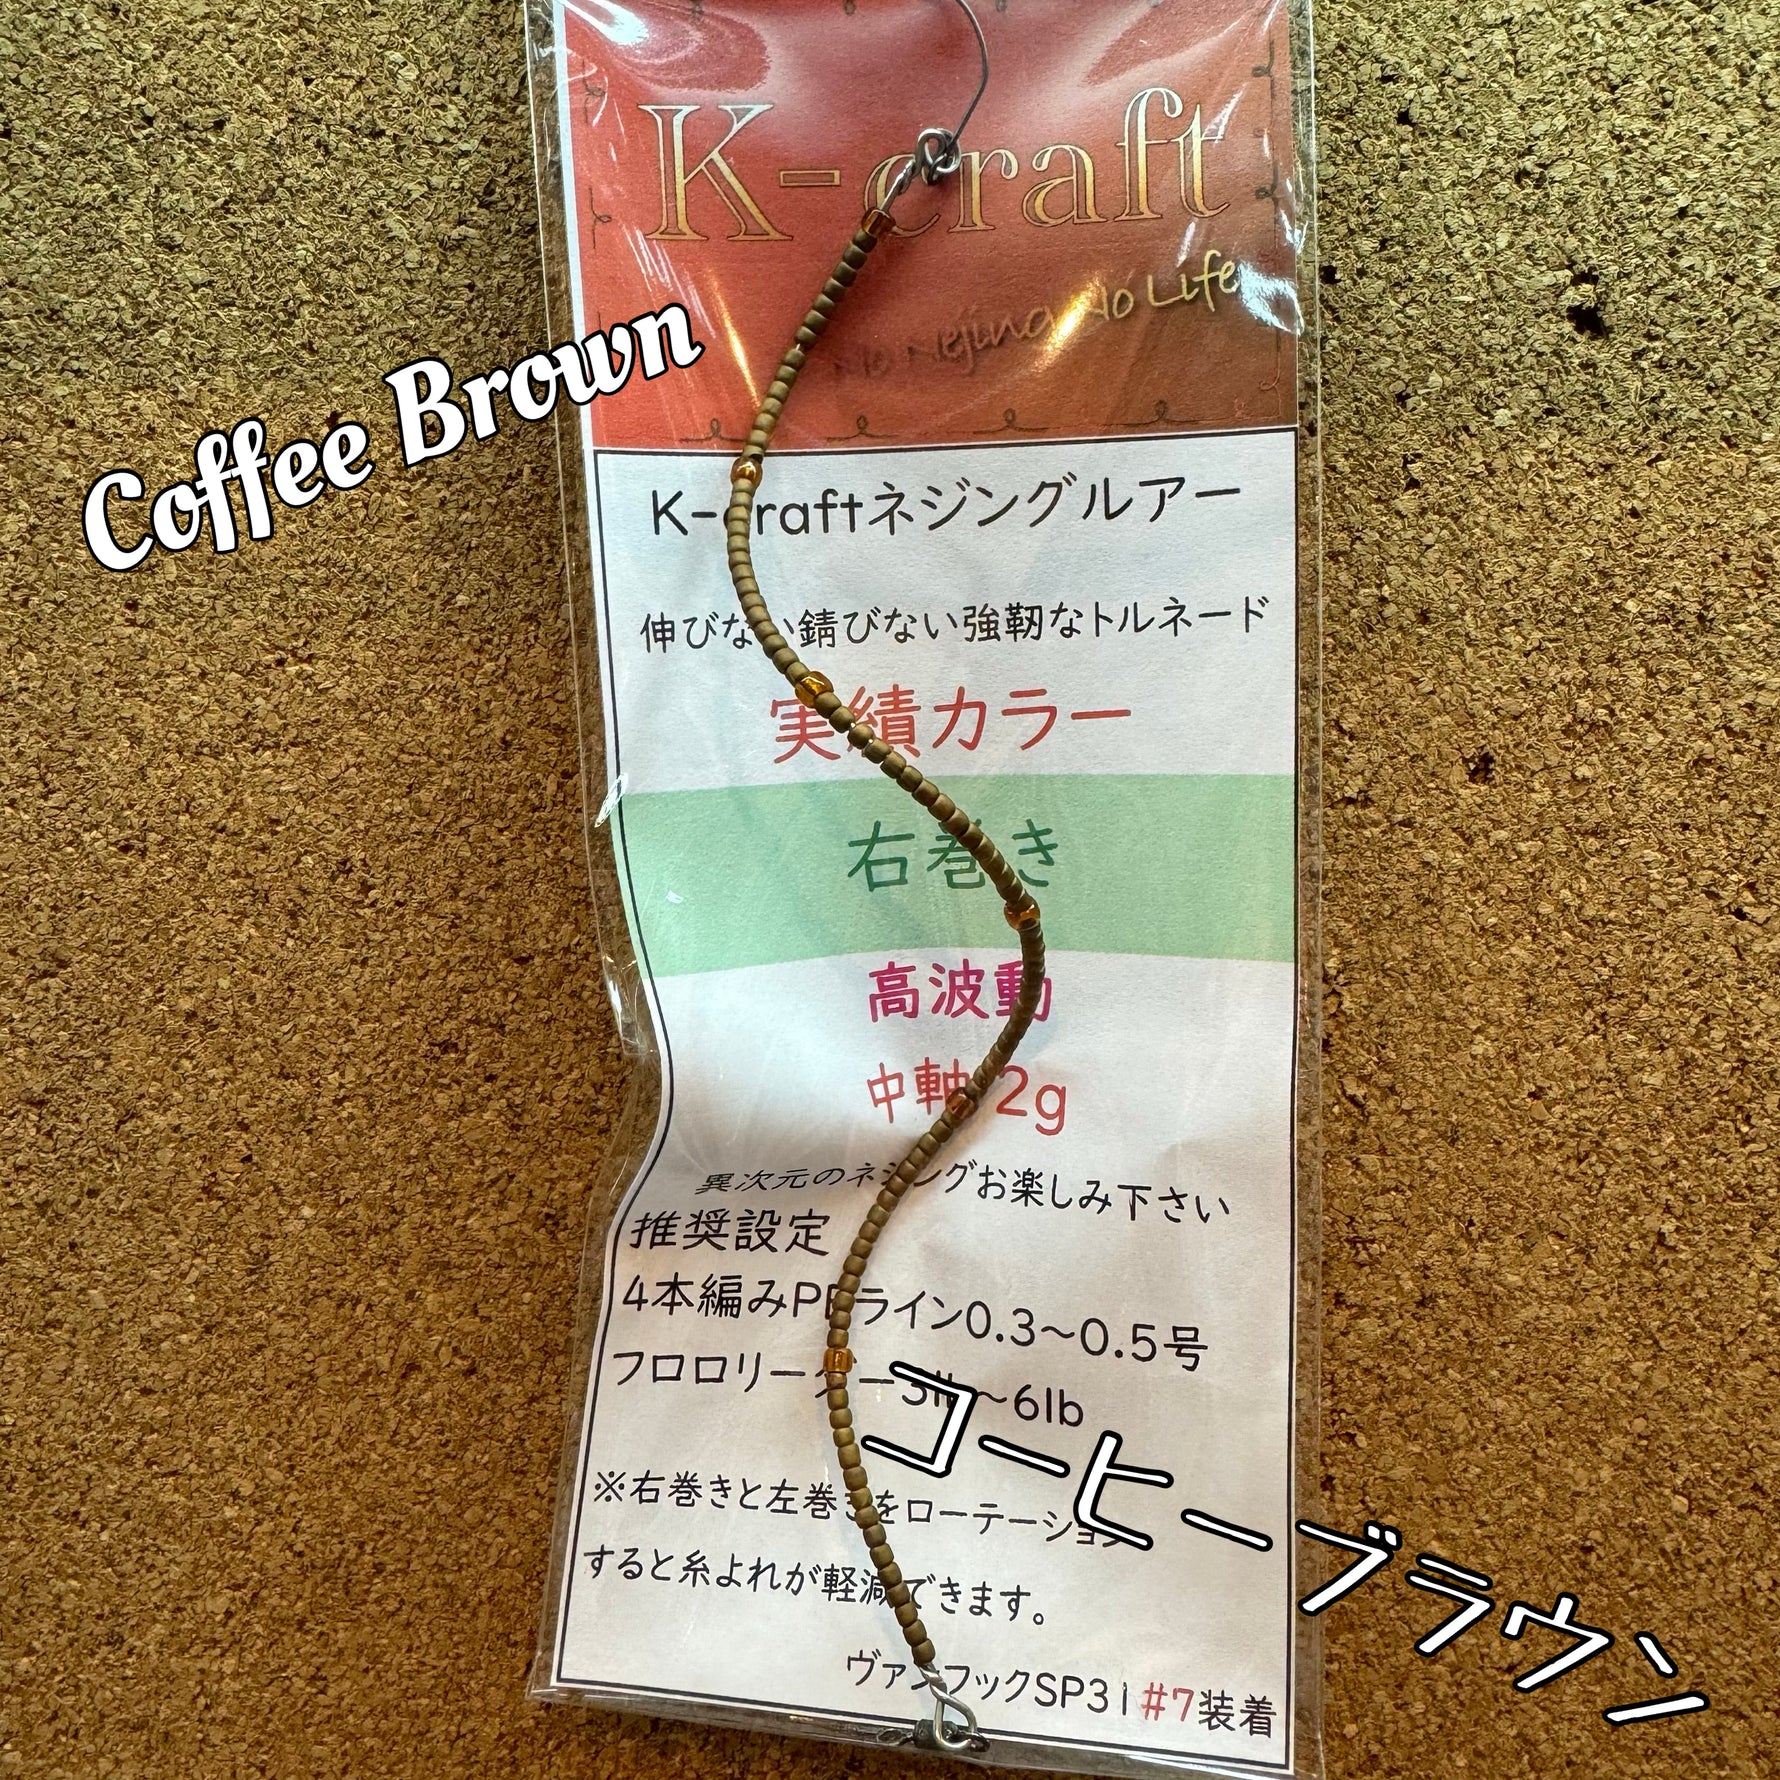 K-craft
No Nejing No Life
Coffee Brown
K-craftネジングルアー
伸びない錆びない強靭なトルネード
実績カラー
右巻き
高波動
中軸 2g
異次元のネジングお楽しみ下さい
推奨設定
4本編みPEライン0.3〜0.5号
フロロリーダー3lb〜6lb
コーヒーブラウン
※右巻きと左巻きをローテーション
すると糸よれが軽減できます。
ヴァンフックSP31#7装着